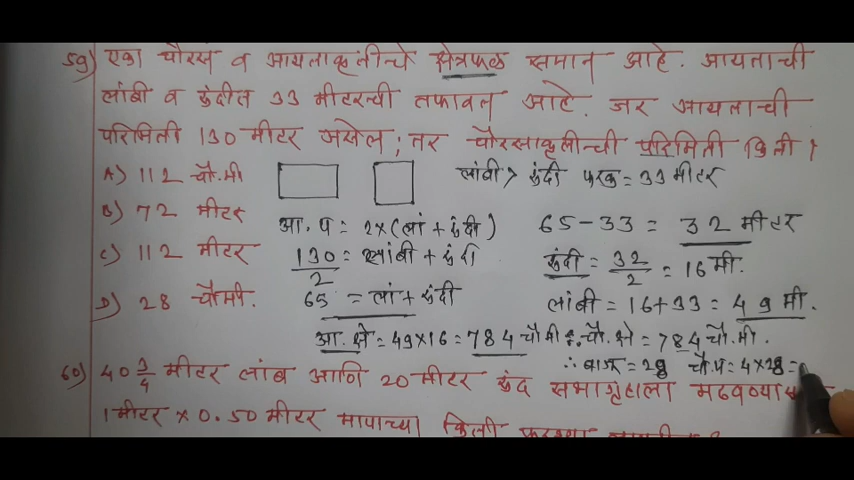 59) एका चौरस व आयताकृतीचे क्षेत्रफळ समान आहे. आयताची
लांबी व रुंदीत 33 मीटरची तफावत आहे. जर आयताची
परिमिती 130 मीटर असेल; तर चौरसाकृतीची परिमिती किती?
A) 112 चौ.मी
लांबी > रुंदी फरक = 33 मीटर
B) 72 मीटर
आ. प = 2×(लां + रुंदी)
65 - 33 = 32 मीटर
C) 112 मीटर
130/2 = लांबी + रुंदी
रुंदी = 32/2 = 16 मी.
D) 28 चौमी.
65 = लां + रुंदी
लांबी = 16+33 = 49 मी.
आ. क्षे = 49×16 = 784 चौ मी ∴ चौ. क्षे = 784 चौ.मी.
∴ बाजू = 28 चौ.प = 4×28 =
60) 40 3/4 मीटर लांब आणि 20 मीटर रुंद सभागृहाला मढवण्या
1 मीटर × 0.50 मीटर मापाच्या किती फरश्या